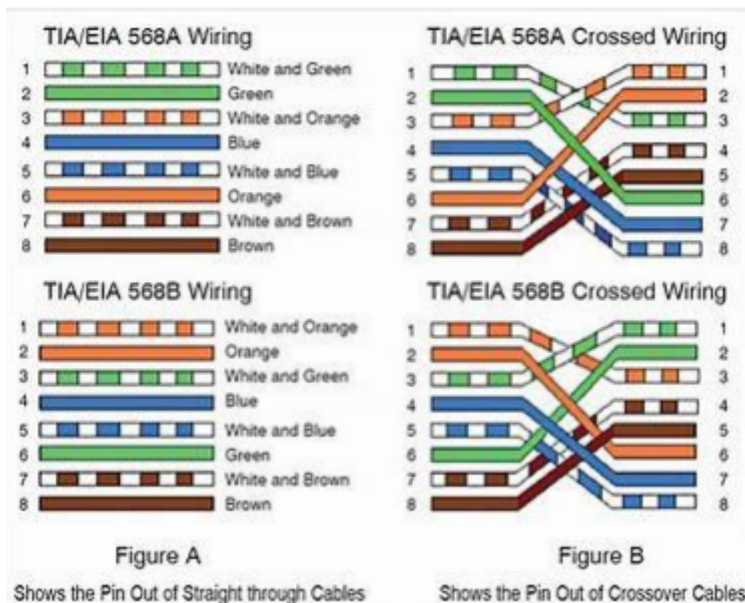 TIA/EIA 568A Wiring
1 White and Green
2 Green
3 White and Orange
4 Blue
5 White and Blue
6 Orange
7 White and Brown
8 Brown
TIA/EIA 568A Crossed Wiring
1 1
2 2
3 3
4 4
5 5
6 6
7 7
8 8
TIA/EIA 568B Wiring
1 White and Orange
2 Orange
3 White and Green
4 Blue
5 White and Blue
6 Green
7 White and Brown
8 Brown
TIA/EIA 568B Crossed Wiring
1 1
2 2
3 3
4 4
5 5
6 6
7 7
8 8
Figure A
Shows the Pin Out of Straight through Cables
Figure B
Shows the Pin Out of Crossover Cables